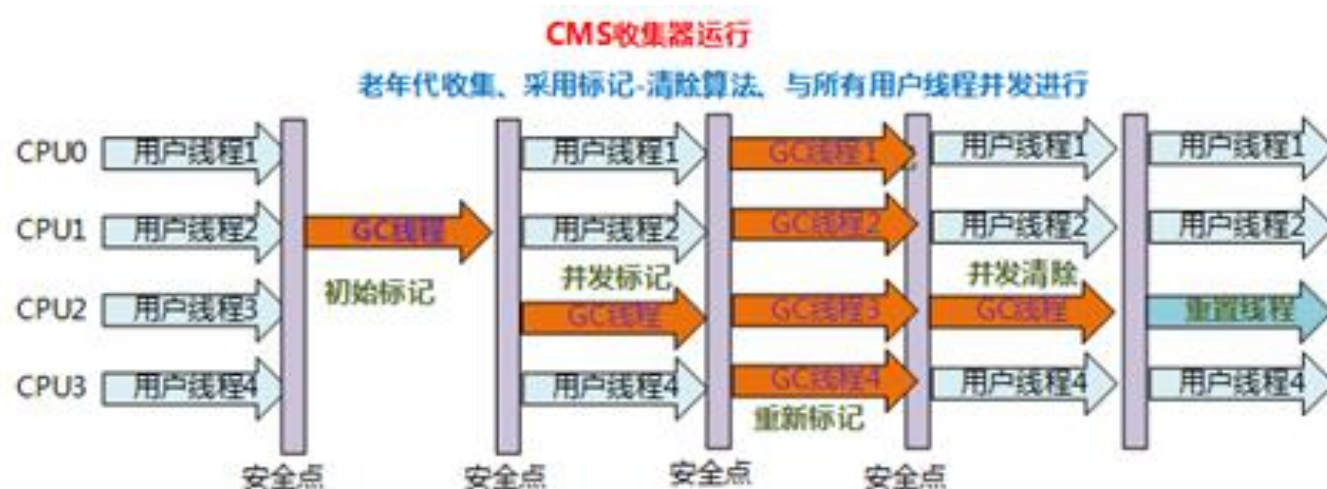 CMS收集器运行
老年代收集、采用标记-清除算法、与所有用户线程并发进行
CPU0 用户线程1 用户线程1 GC线程1 用户线程1 用户线程1
CPU1 用户线程2 GC线程 用户线程2 GC线程2 用户线程2 用户线程2
初始标记 并发标记 并发清除
CPU2 用户线程3 GC线程 GC线程3 GC线程 重置线程
CPU3 用户线程4 用户线程4 GC线程4 用户线程4 用户线程4
重新标记
安全点 安全点 安全点 安全点